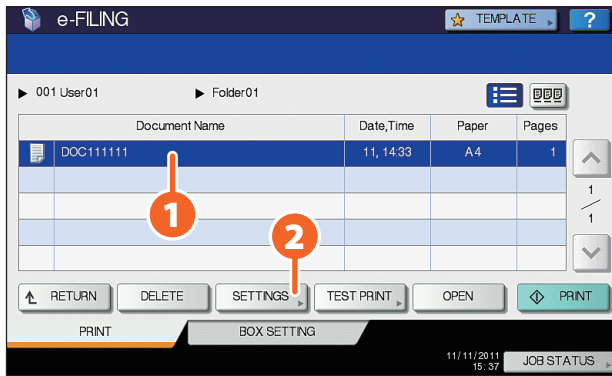 e-FILING TEMPLATE ?
001 User01 Folder01
Document Name Date,Time Paper Pages
DOC111111 11, 14:33 A4 1
1
2
1
1
RETURN DELETE SETTINGS TEST PRINT OPEN PRINT
PRINT BOX SETTING
11/11/2011
15:37
JOB STATUS